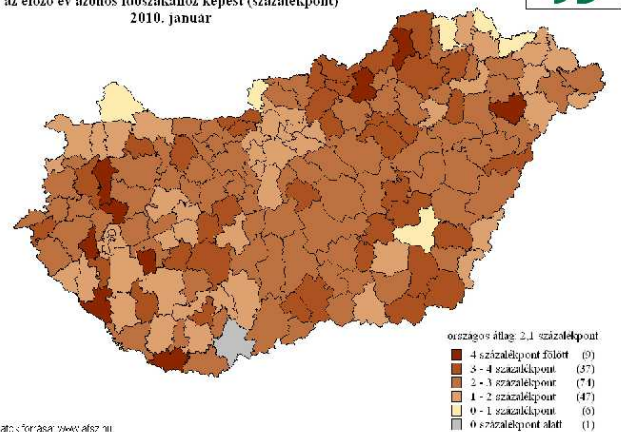 az előző év azonos időszakához képest (százalékpont)
2010. január
országos átlag: 2,1 százalékpont
4 százalékpont fölött (9)
3 - 4 százalékpont (37)
2 - 3 százalékpont (74)
1 - 2 százalékpont (47)
0 - 1 százalékpont (6)
0 százalékpont alatt (1)
atok forrása: www.afsz.hu